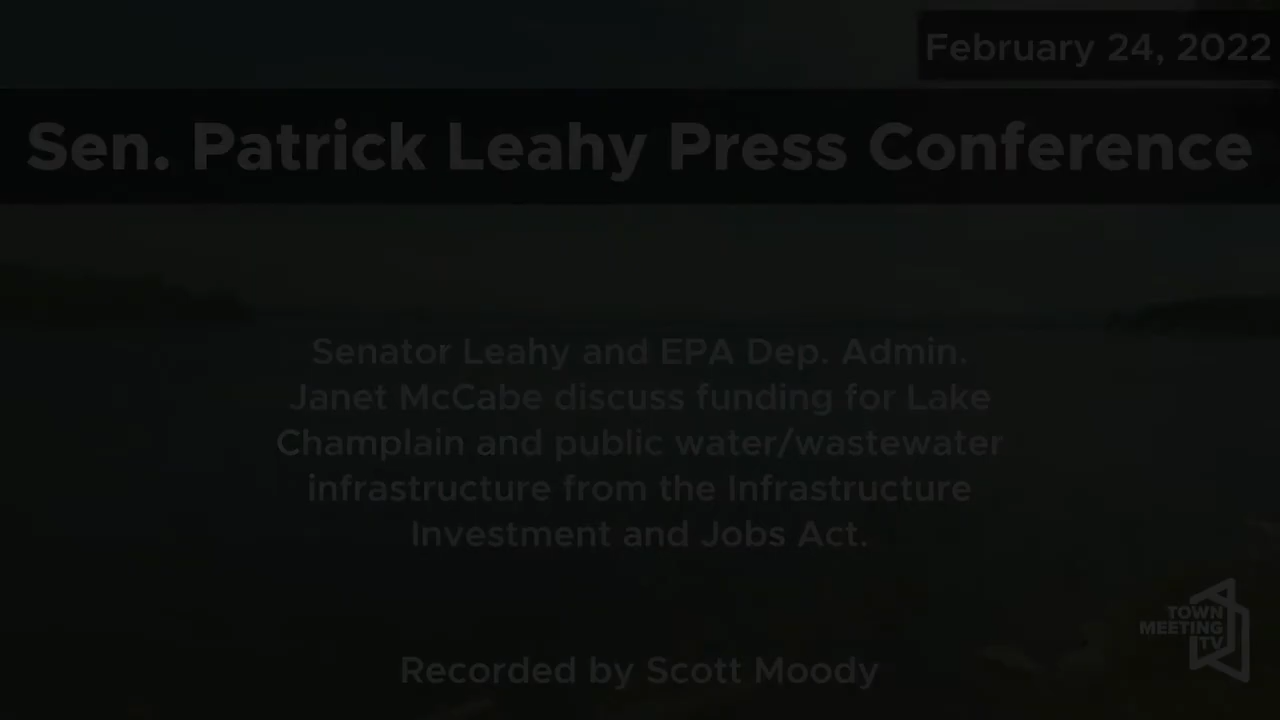 February 24, 2022
Sen. Patrick Leahy Press Conference
Senator Leahy and EPA Dep. Admin.
Janet McCabe discuss funding for Lake
Champlain and public water/wastewater
infrastructure from the Infrastructure
Investment and Jobs Act.
TOWN
MEETING
TV
Recorded by Scott Moody